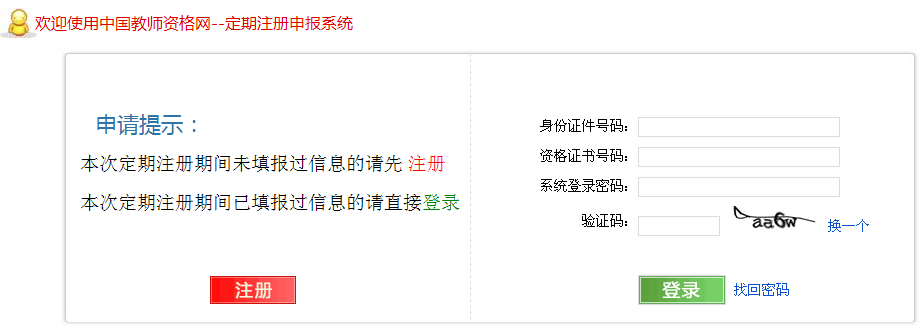 欢迎使用中国教师资格网--定期注册申报系统
申请提示：
本次定期注册期间未填报过信息的请先 注册
本次定期注册期间已填报过信息的请直接登录
注册
身份证件号码：
资格证书号码：
系统登录密码：
验证码： aa6w 换一个
登录 找回密码